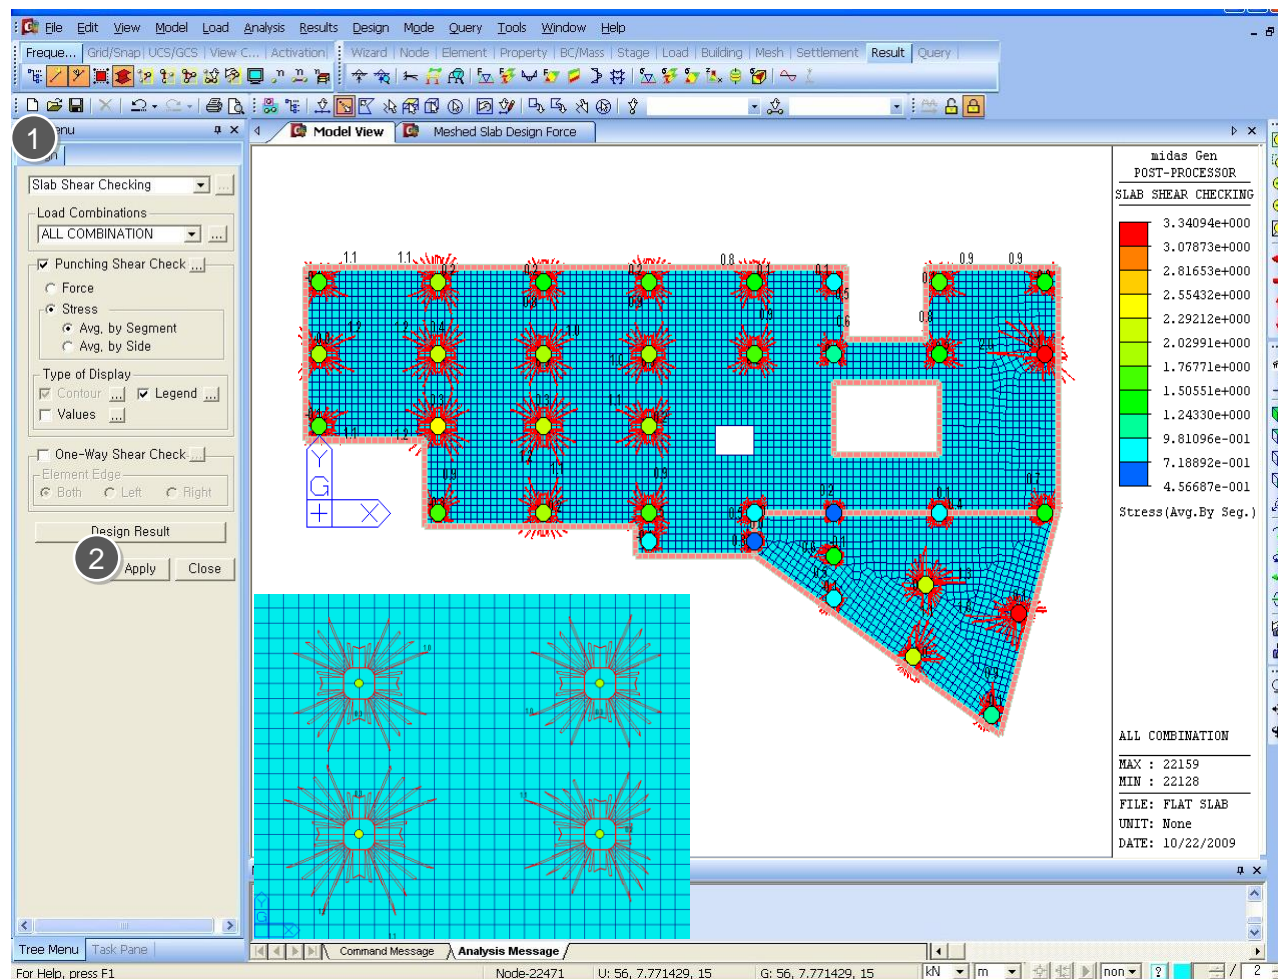 File Edit View Model Load Analysis Results Design Mode Query Tools Window Help
Freque... Grid/Snap UCS/GCS View C... Activation Wizard Node Element Property BC/Mass Stage Load Building Mesh Settlement Result Query
1
Model View Meshed Slab Design Force
Slab Shear Checking
Load Combinations
ALL COMBINATION
Punching Shear Check
Force
Stress
Avg. by Segment
Avg. by Side
Type of Display
Contour ... Legend ...
Values ...
One-Way Shear Check
Element Edge
Both Left Right
Design Result
2
Apply Close
midas Gen
POST-PROCESSOR
SLAB SHEAR CHECKING
3.34094e+000
3.07873e+000
2.81653e+000
2.55432e+000
2.29212e+000
2.02991e+000
1.76771e+000
1.50551e+000
1.24330e+000
9.81096e-001
7.18892e-001
4.56687e-001
Stress(Avg.By Seg.)
ALL COMBINATION
MAX : 22159
MIN : 22128
FILE: FLAT SLAB
UNIT: None
DATE: 10/22/2009
Y
G
X
Tree Menu Task Pane
Command Message Analysis Message
For Help, press F1
Node-22471 U: 56, 7.771429, 15 G: 56, 7.771429, 15 kN m non 2